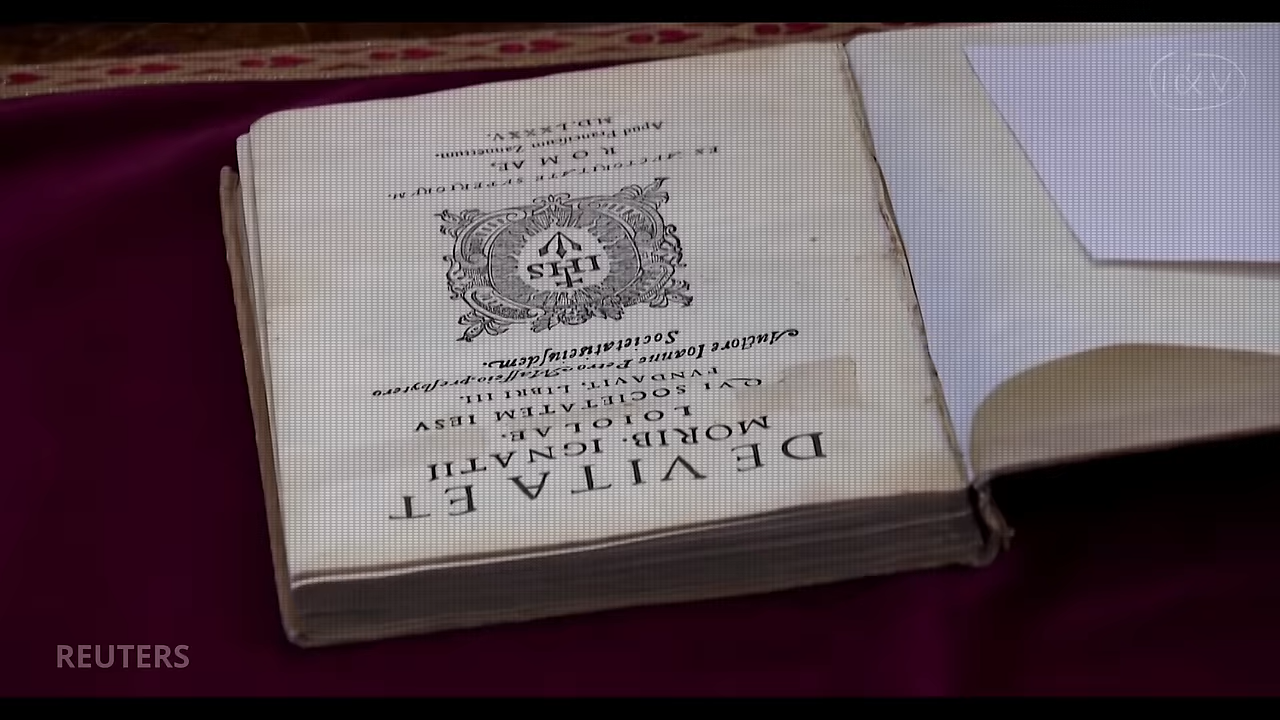 DE VITA ET
MORIB. IGNATII
LOIOLAE,
QVI SOCIETATEM IESV
FVNDAVIT, LIBRI III.
Auctore Ioanne Petro Maffeio, presbytero
Societatis eiusdem.
IHS
EX AVCTORITATE SVPERIORVM.
ROMAE,
Apud Franciscum Zannettum.
M.D.LXXXV.
REUTERS